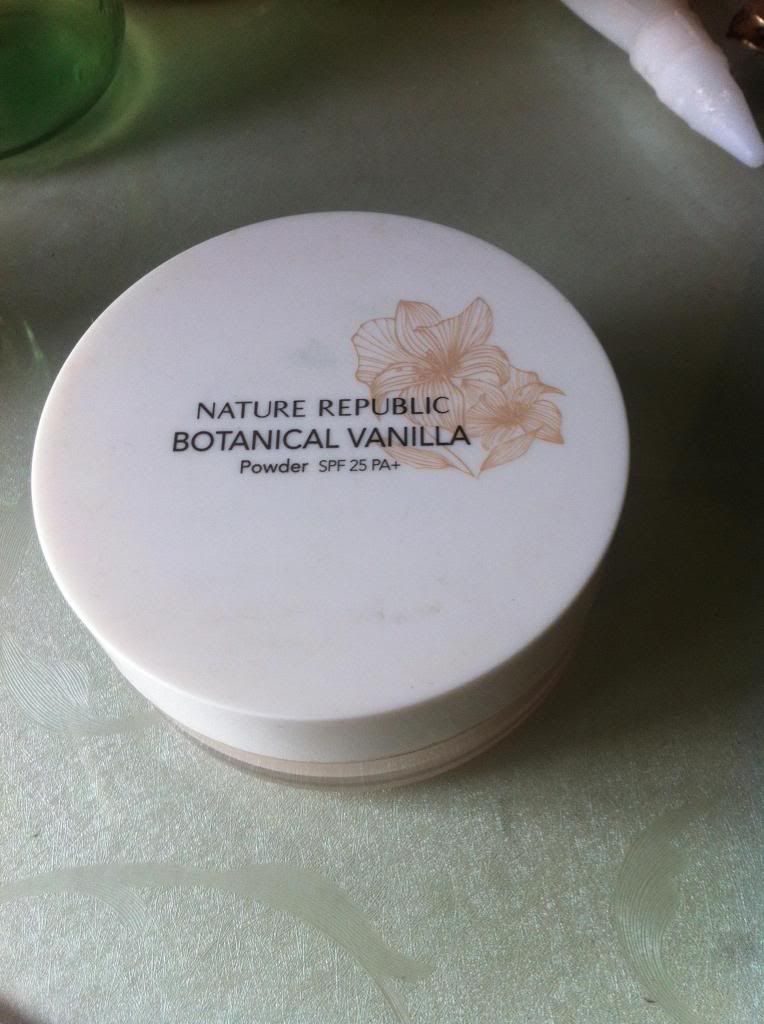 NATURE REPUBLIC
BOTANICAL VANILLA
Powder SPF 25 PA+